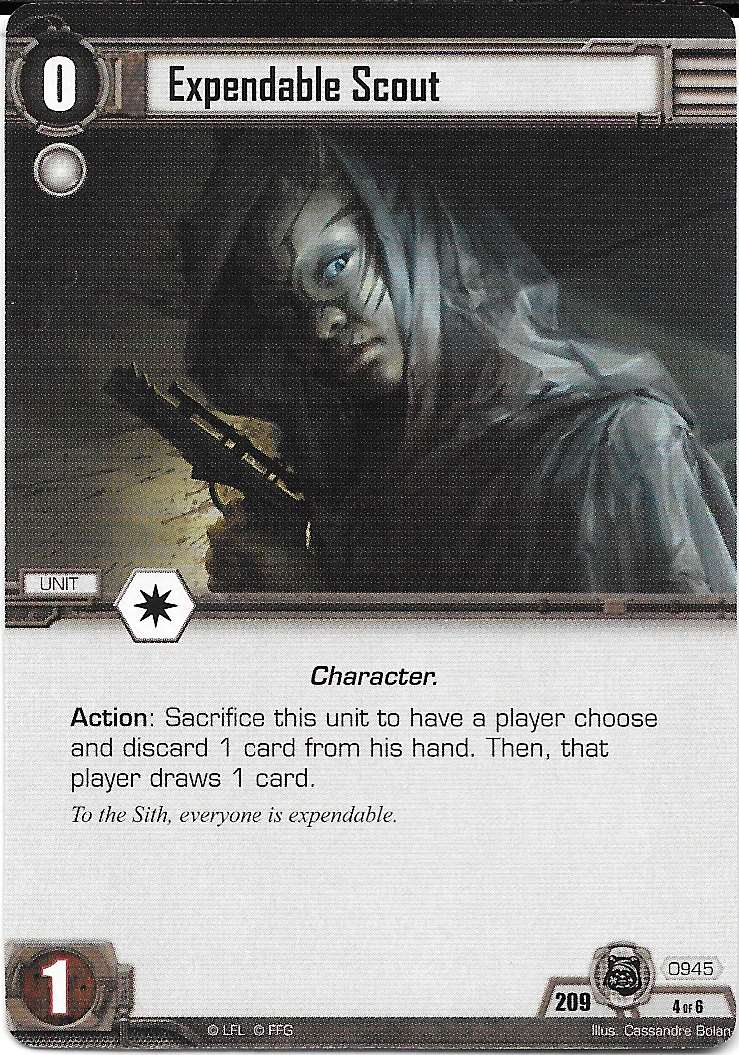 0
Expendable Scout
UNIT
Character.
Action: Sacrifice this unit to have a player choose
and discard 1 card from his hand. Then, that
player draws 1 card.
To the Sith, everyone is expendable.
1
209
0945
4 OF 6
© LFL © FFG
Illus. Cassandre Bolan